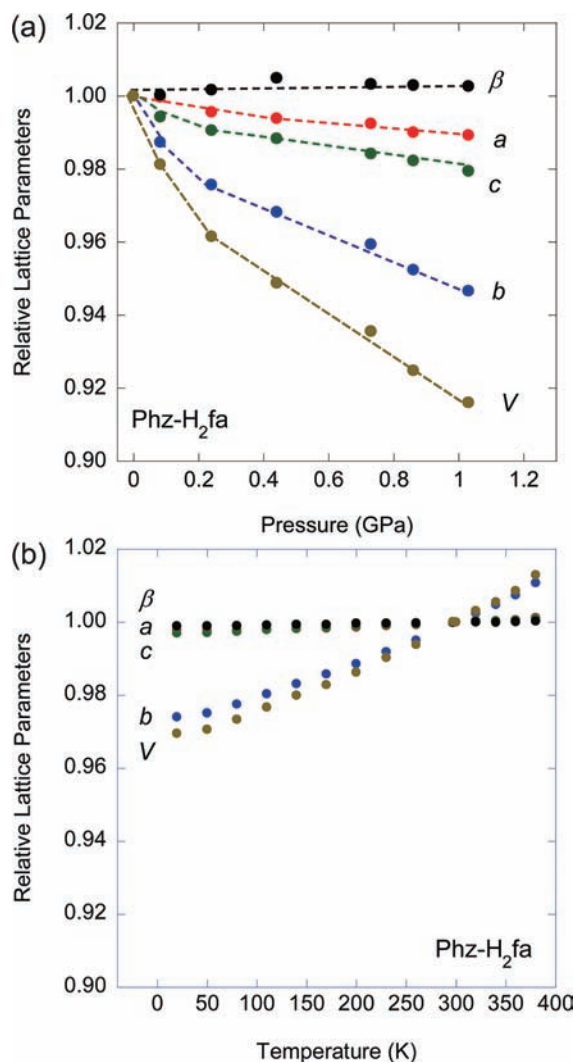 (a)
1.02
1.00
0.98
0.96
0.94
0.92
0.90
Relative Lattice Parameters
β
a
c
b
V
Phz-H₂fa
0 0.2 0.4 0.6 0.8 1 1.2
Pressure (GPa)
(b)
1.02
1.00
0.98
0.96
0.94
0.92
0.90
Relative Lattice Parameters
β
a
c
b
V
Phz-H₂fa
0 50 100 150 200 250 300 350 400
Temperature (K)